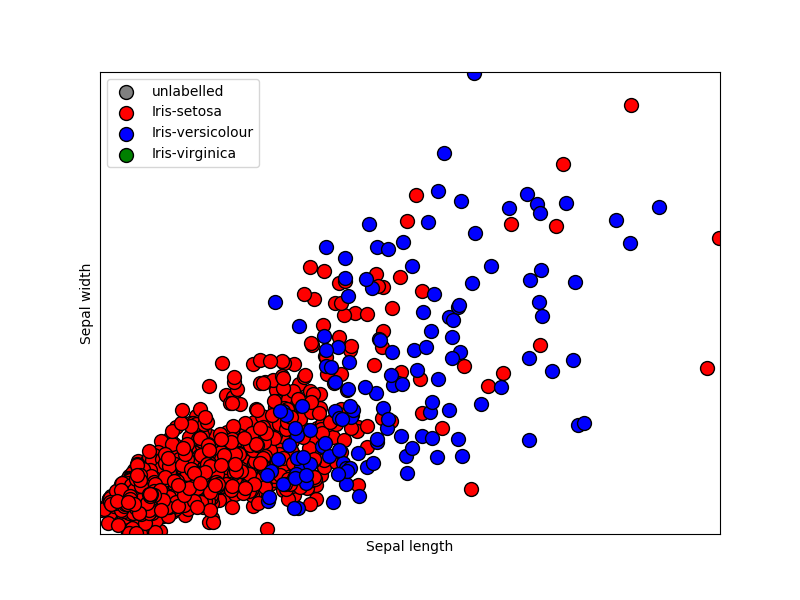 unlabelled
Iris-setosa
Iris-versicolour
Iris-virginica
Sepal width
Sepal length